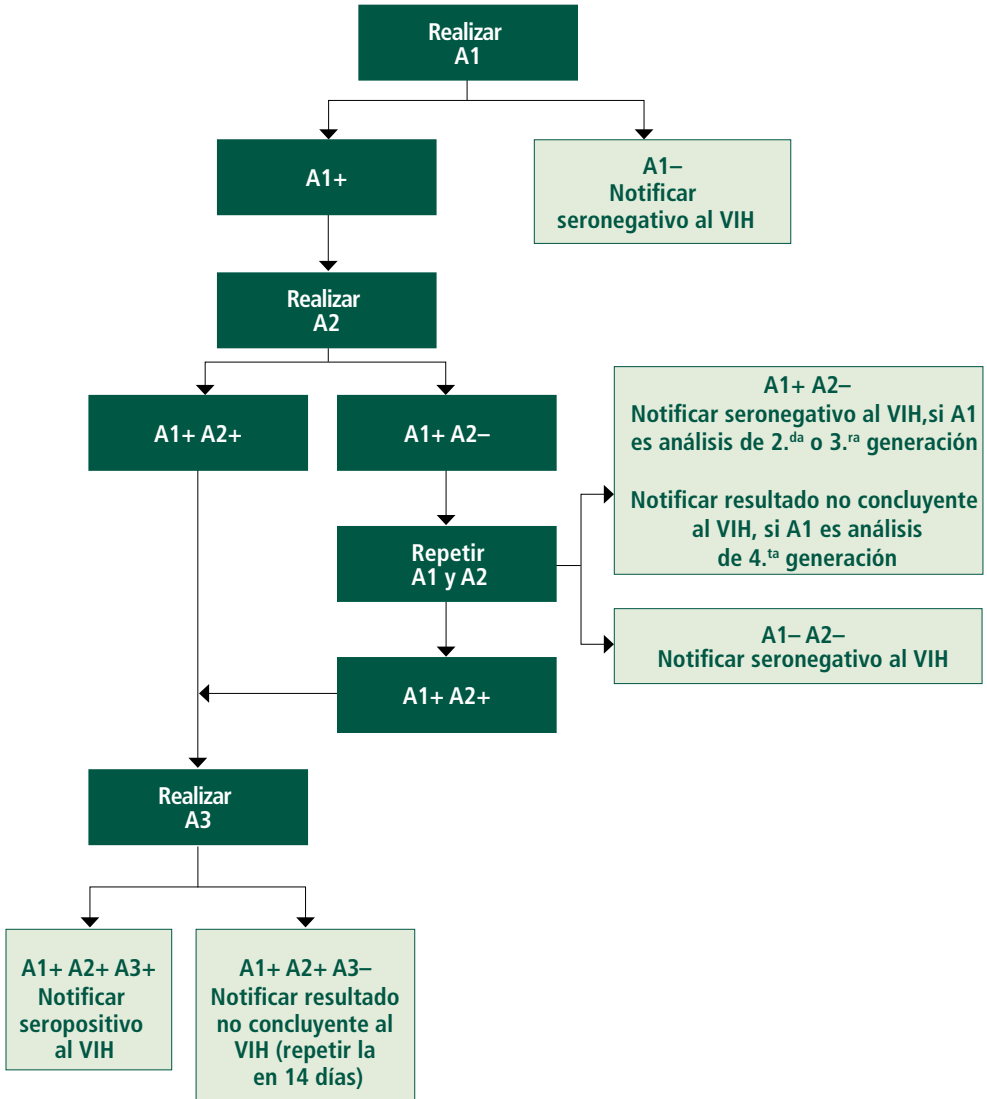 Realizar
A1
A1+
A1–
Notificar
seronegativo al VIH
Realizar
A2
A1+ A2+
A1+ A2–
A1+ A2–
Notificar seronegativo al VIH,si A1
es análisis de 2.da o 3.ra generación
Notificar resultado no concluyente
al VIH, si A1 es análisis
de 4.ta generación
Repetir
A1 y A2
A1– A2–
Notificar seronegativo al VIH
A1+ A2+
Realizar
A3
A1+ A2+ A3+
Notificar
seropositivo
al VIH
A1+ A2+ A3–
Notificar resultado
no concluyente al
VIH (repetir la
en 14 días)